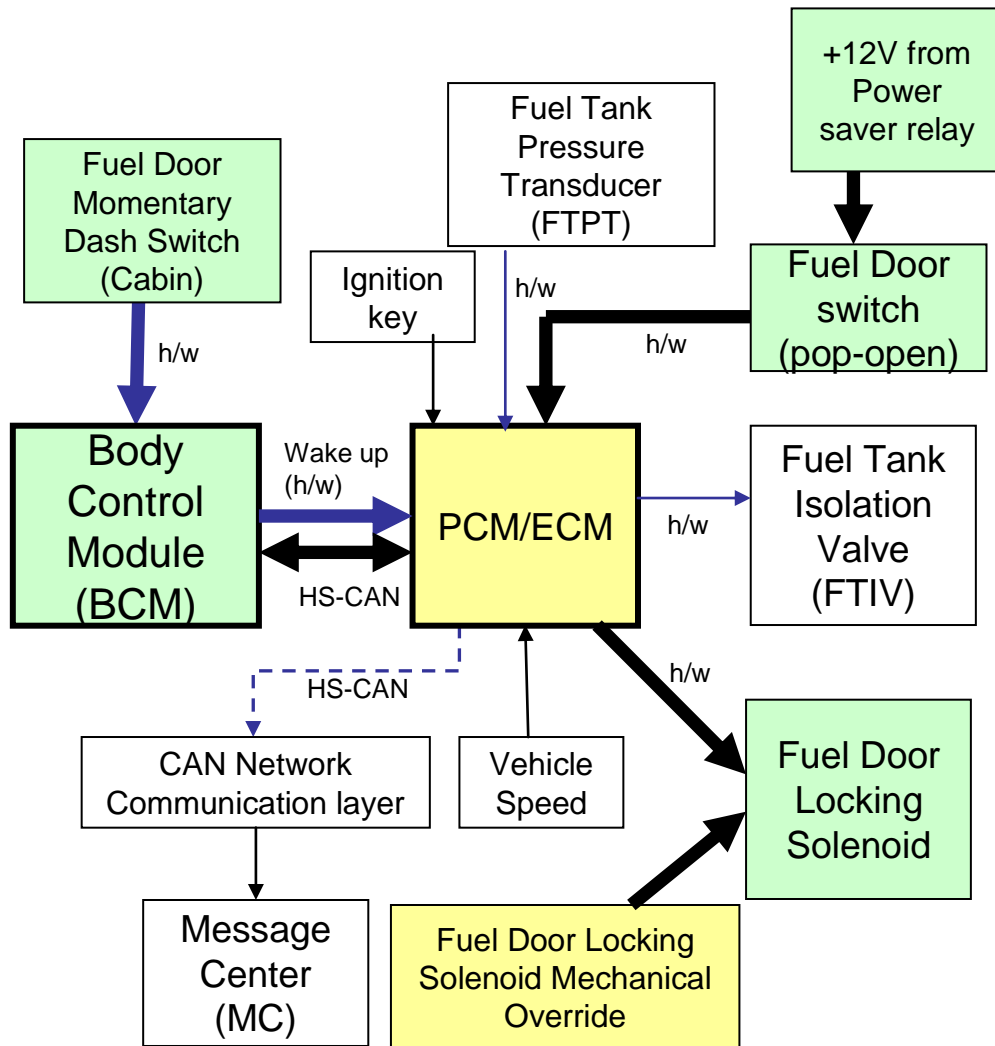 +12V from
Power
saver relay
Fuel Tank
Pressure
Transducer
(FTPT)
Fuel Door
Momentary
Dash Switch
(Cabin)
Ignition
key
h/w
Fuel Door
switch
(pop-open)
h/w
h/w
Body
Control
Module
(BCM)
Wake up
(h/w)
HS-CAN
PCM/ECM
h/w
Fuel Tank
Isolation
Valve
(FTIV)
HS-CAN
h/w
CAN Network
Communication layer
Vehicle
Speed
Fuel Door
Locking
Solenoid
Message
Center
(MC)
Fuel Door Locking
Solenoid Mechanical
Override